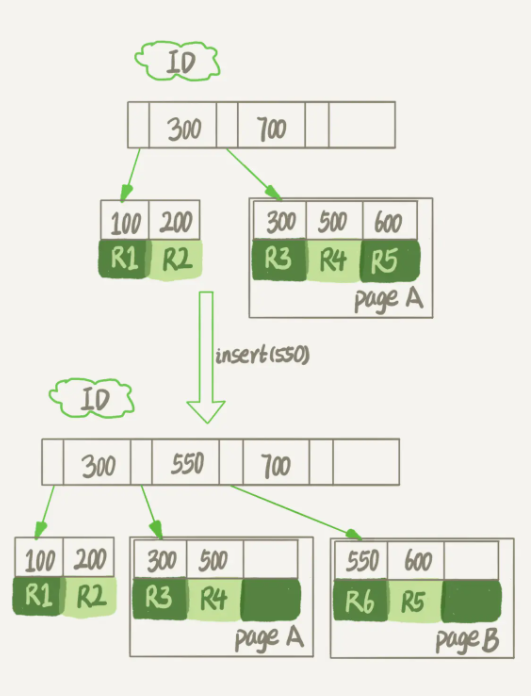 ID
300 700
100 200 300 500 600
R1 R2 R3 R4 R5
page A
insert(550)
ID
300 550 700
100 200 300 500 550 600
R1 R2 R3 R4 R6 R5
page A page B